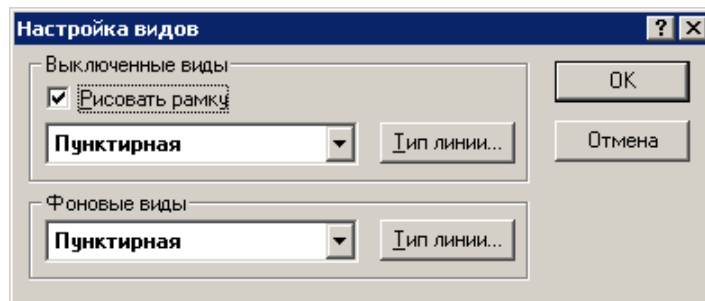 Настройка видов
Выключенные виды
Рисовать рамку
OK
Пунктирная
Тип линии...
Отмена
Фоновые виды
Пунктирная
Тип линии...